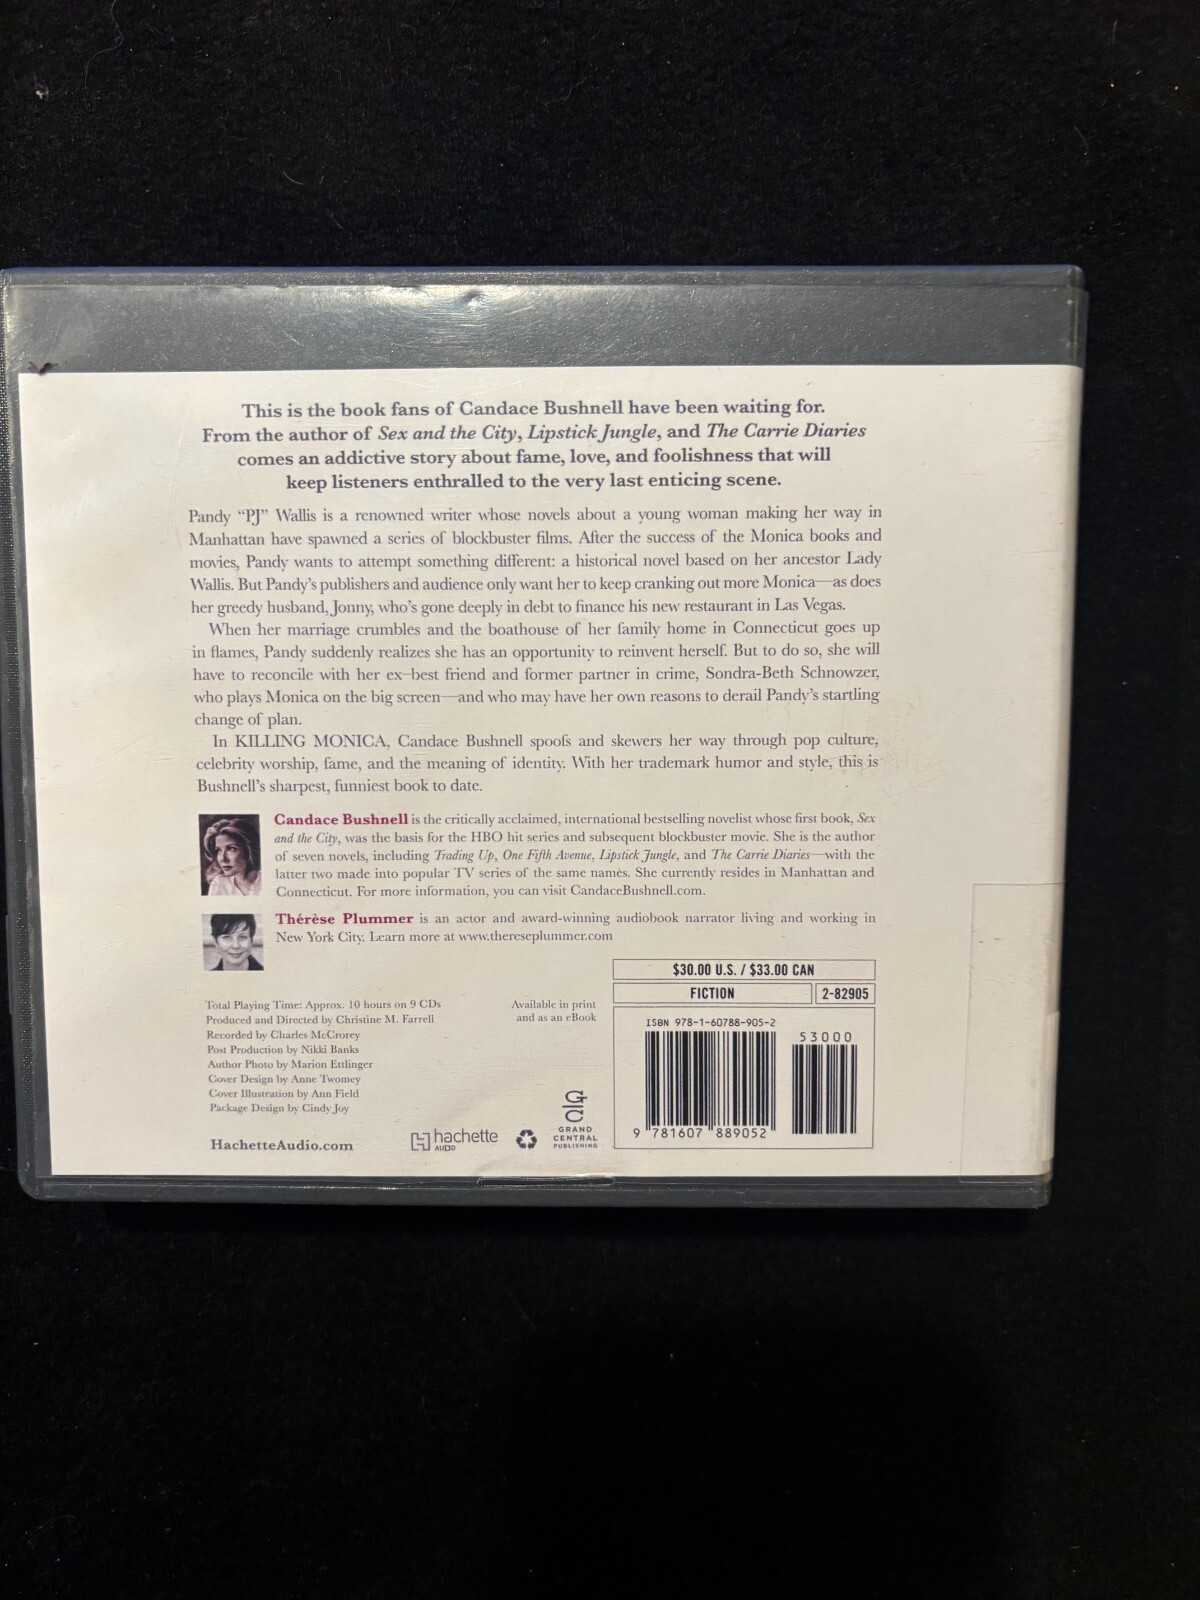 This is the book fans of Candace Bushnell have been waiting for.
From the author of Sex and the City, Lipstick Jungle, and The Carrie Diaries
comes an addictive story about fame, love, and foolishness that will
keep listeners enthralled to the very last enticing scene.
Pandy “PJ” Wallis is a renowned writer whose novels about a young woman making her way in
Manhattan have spawned a series of blockbuster films. After the success of the Monica books and
movies, Pandy wants to attempt something different: a historical novel based on her ancestor Lady
Wallis. But Pandy’s publishers and audience only want her to keep cranking out more Monica—as does
her greedy husband, Jonny, who’s gone deeply in debt to finance his new restaurant in Las Vegas.
When her marriage crumbles and the boathouse of her family home in Connecticut goes up
in flames, Pandy suddenly realizes she has an opportunity to reinvent herself. But to do so, she will
have to reconcile with her ex–best friend and former partner in crime, Sondra-Beth Schnowzer,
who plays Monica on the big screen—and who may have her own reasons to derail Pandy’s startling
change of plan.
In KILLING MONICA, Candace Bushnell spoofs and skewers her way through pop culture,
celebrity worship, fame, and the meaning of identity. With her trademark humor and style, this is
Bushnell’s sharpest, funniest book to date.
Candace Bushnell is the critically acclaimed, international bestselling novelist whose first book, Sex
and the City, was the basis for the HBO hit series and subsequent blockbuster movie. She is the author
of seven novels, including Trading Up, One Fifth Avenue, Lipstick Jungle, and The Carrie Diaries—with the
latter two made into popular TV series of the same names. She currently resides in Manhattan and
Connecticut. For more information, you can visit CandaceBushnell.com.
Thérèse Plummer is an actor and award-winning audiobook narrator living and working in
New York City. Learn more at www.thereseplummer.com
Total Playing Time: Approx. 10 hours on 9 CDs
Produced and Directed by Christine M. Farrell
Recorded by Charles McCrorey
Post Production by Nikki Banks
Author Photo by Marion Ettlinger
Cover Design by Anne Twomey
Cover Illustration by Ann Field
Package Design by Cindy Joy
HachetteAudio.com
Available in print
and as an eBook
hachette
AUDIO
GRAND
CENTRAL
PUBLISHING
$30.00 U.S. / $33.00 CAN
FICTION
2-82905
ISBN 978-1-60788-905-2
53000
9 781607 889052